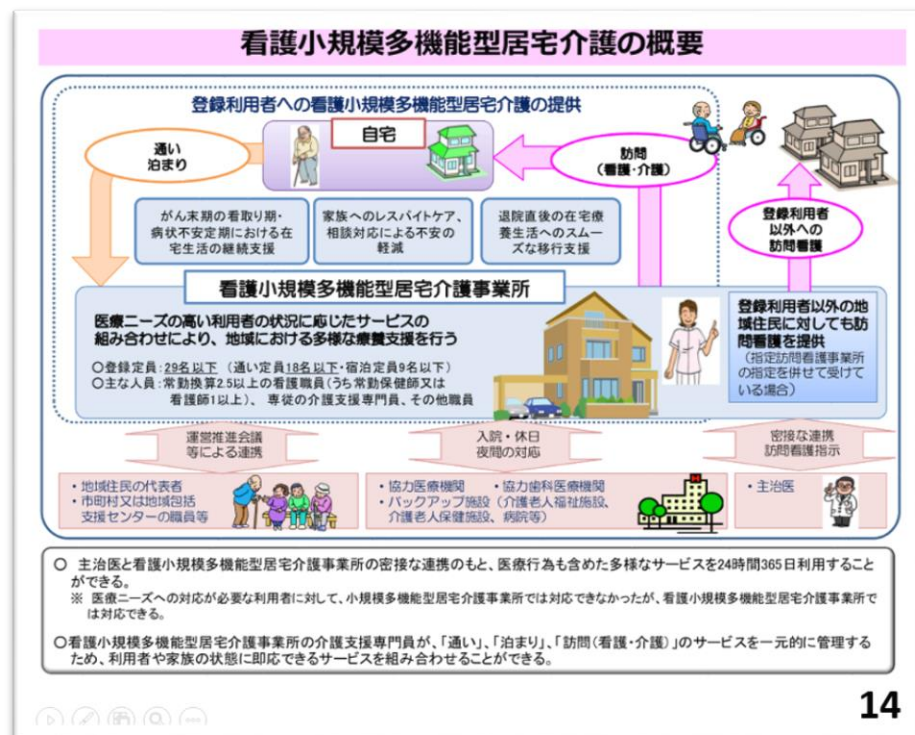 看護小規模多機能型居宅介護の概要
登録利用者への看護小規模多機能型居宅介護の提供
自宅
通い
泊まり
訪問
（看護・介護）
登録利用者
以外への
訪問看護
がん末期の看取り期・
病状不安定期における在
宅生活の継続支援
家族へのレスパイトケア、
相談対応による不安の
軽減
退院直後の在宅療
養生活へのスムー
ズな移行支援
看護小規模多機能型居宅介護事業所
医療ニーズの高い利用者の状況に応じたサービスの
組み合わせにより、地域における多様な療養支援を行う
○登録定員：29名以下　（通い定員18名以下・宿泊定員9名以下）
○主な人員：常勤換算2.5以上の看護職員（うち常勤保健師又は
看護師1以上）、　専従の介護支援専門員、その他職員
登録利用者以外の地
域住民に対しても訪
問看護を提供
（指定訪問看護事業所
の指定を併せて受けて
いる場合）
運営推進会議
等による連携
入院・休日
夜間の対応
密接な連携
訪問看護指示
・地域住民の代表者
・市町村又は地域包括
支援センターの職員等
・協力医療機関　　・協力歯科医療機関
・バックアップ施設（介護老人福祉施設、
介護老人保健施設、病院等）
・主治医
○　主治医と看護小規模多機能型居宅介護事業所の密接な連携のもと、医療行為も含めた多様なサービスを24時間365日利用すること
ができる。
※　医療ニーズへの対応が必要な利用者に対して、小規模多機能型居宅介護事業所では対応できなかったが、看護小規模多機能型居宅介護事業所で
は対応できる。
○看護小規模多機能型居宅介護事業所の介護支援専門員が、「通い」、「泊まり」、「訪問（看護・介護）」のサービスを一元的に管理する
ため、利用者や家族の状態に即応できるサービスを組み合わせることができる。
14